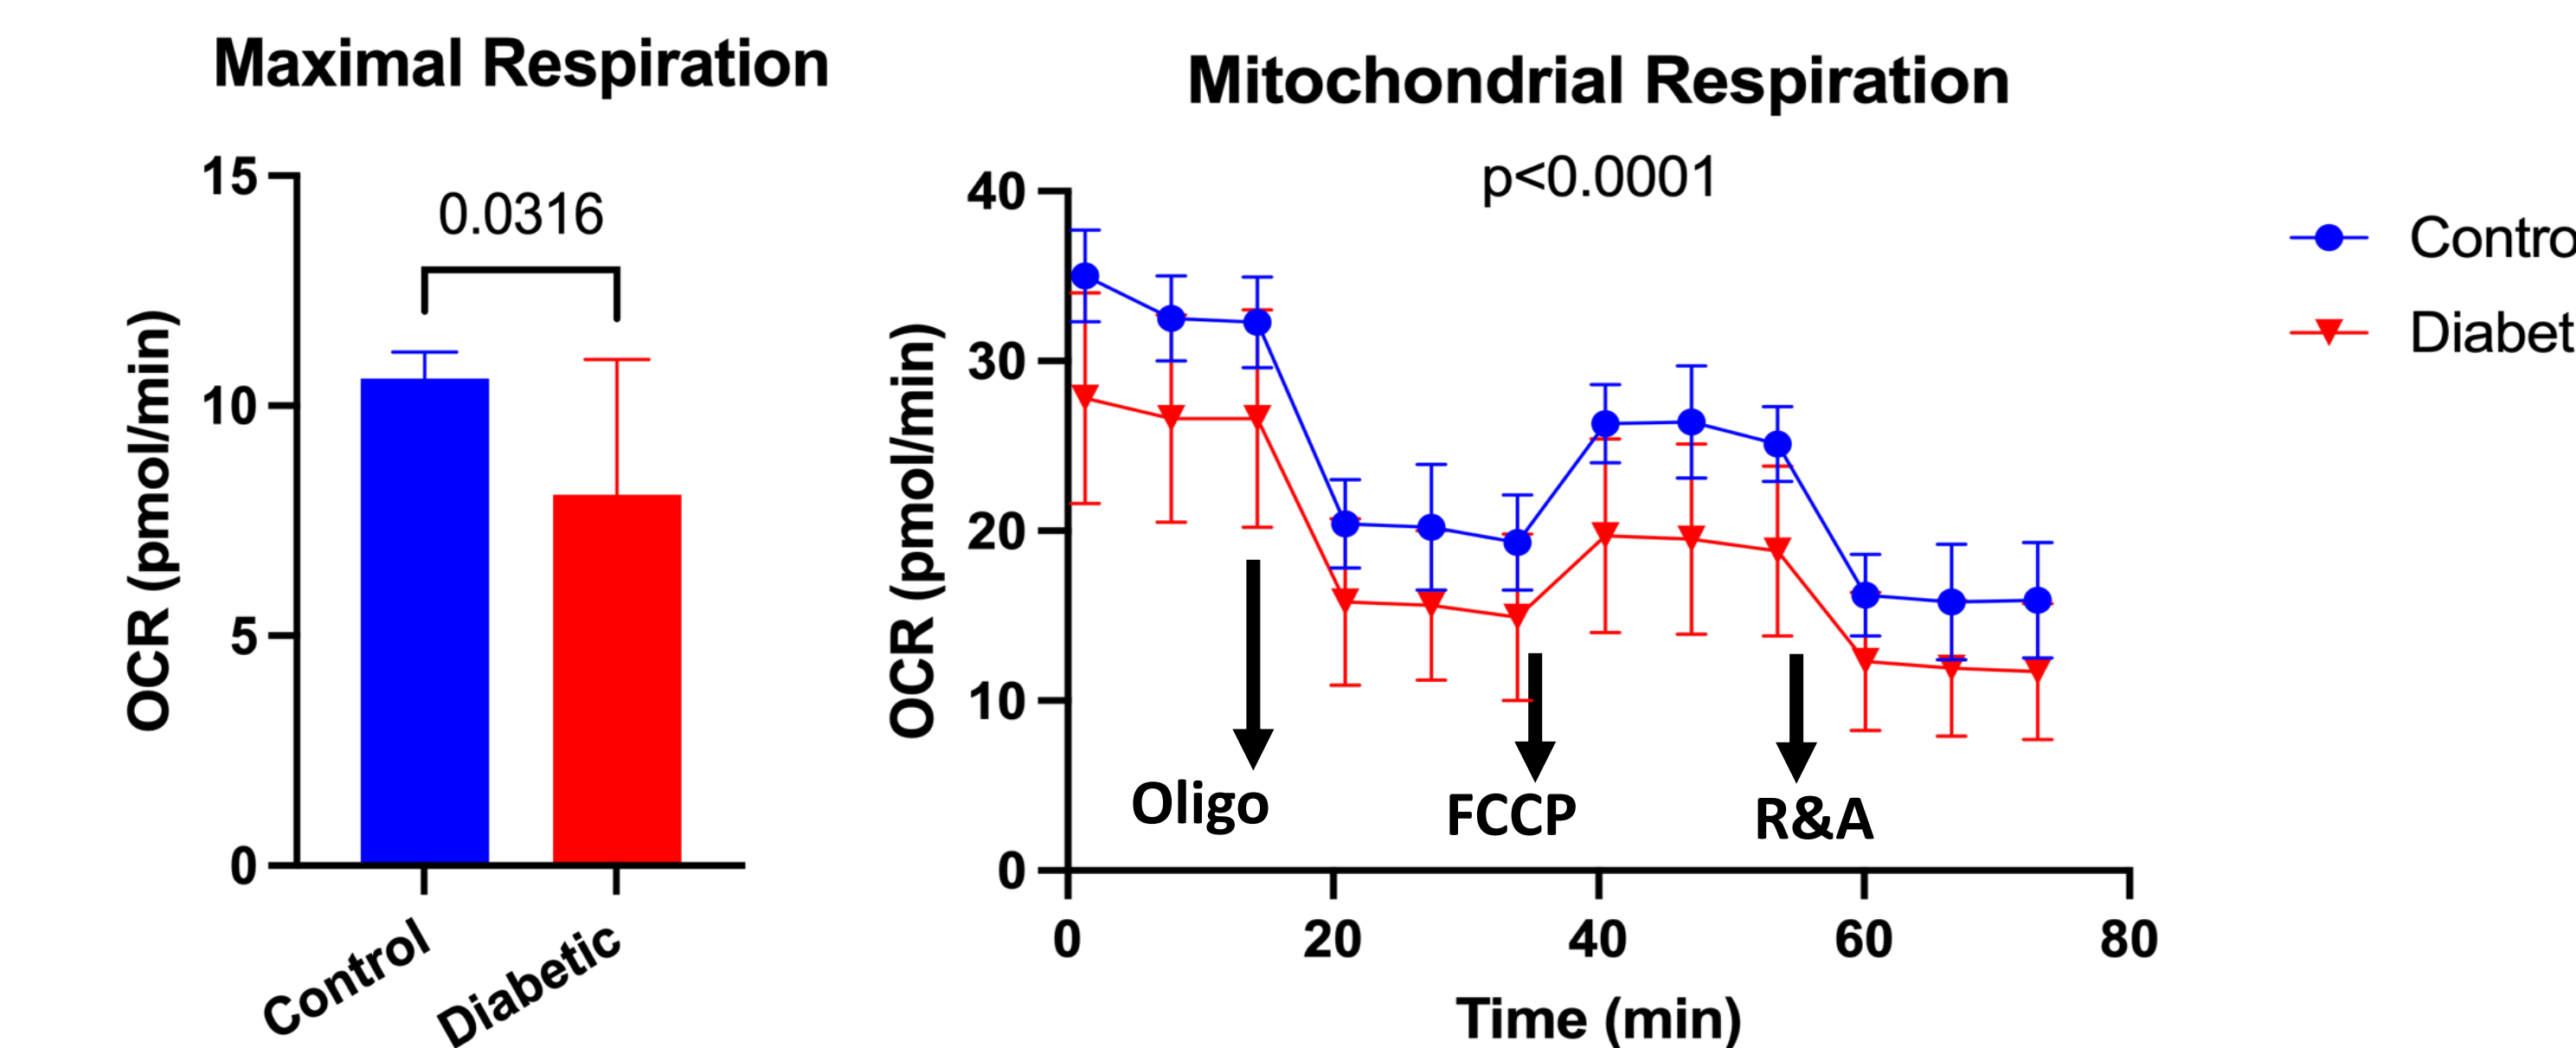 Maximal Respiration
OCR (pmol/min)
15
10
5
0
0.0316
Control
Diabetic
Mitochondrial Respiration
p<0.0001
OCR (pmol/min)
40
30
20
10
0
Oligo
FCCP
R&A
0
20
40
60
80
Time (min)
Contro
Diabet